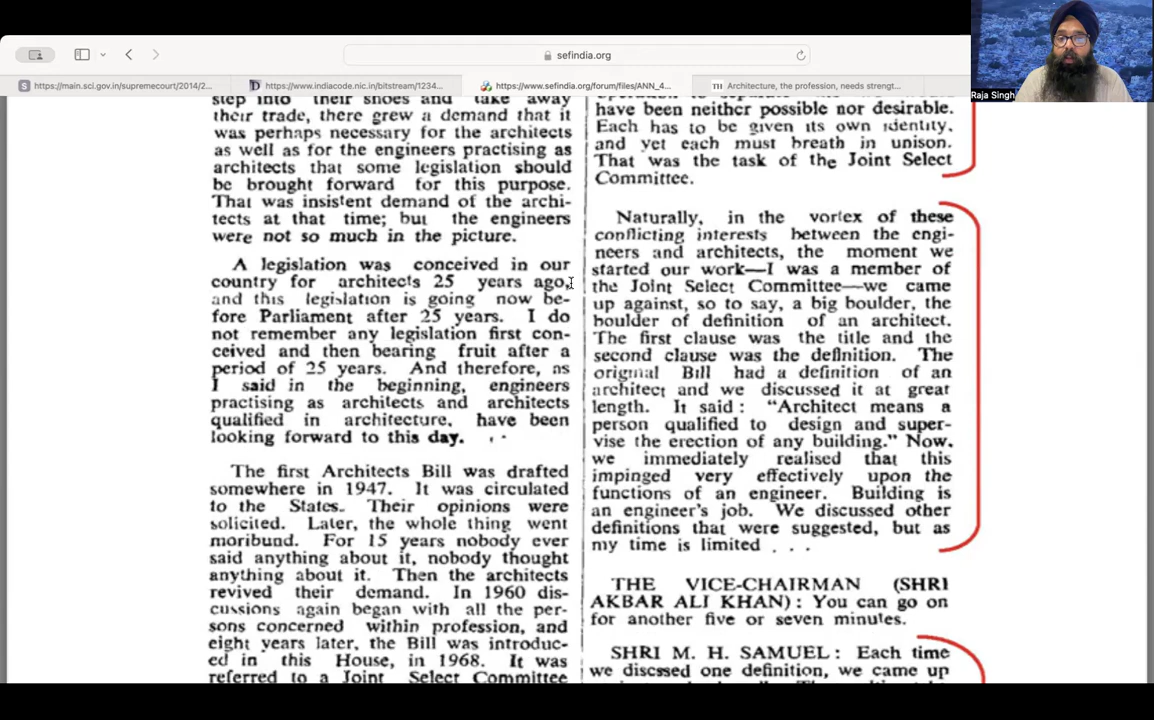 sefindia.org
https://main.sci.gov.in/supremecourt/2014/2...
https://www.indiacode.nic.in/bitstream/1234...
https://www.sefindia.org/forum/files/ANN_4...
TH Architecture, the profession, needs strengt...
Raja Singh
step into their shoes and take away
their trade, there grew a demand that it
was perhaps necessary for the architects
as well as for the engineers practising as
architects that some legislation should
be brought forward for this purpose.
That was insistent demand of the archi-
tects at that time; but the engineers
were not so much in the picture.
A legislation was conceived in our
country for architects 25 years ago,
and this legislation is going now be-
fore Parliament after 25 years. I do
not remember any legislation first con-
ceived and then bearing fruit after a
period of 25 years. And therefore, as
I said in the beginning, engineers
practising as architects and architects
qualified in architecture, have been
looking forward to this day.
The first Architects Bill was drafted
somewhere in 1947. It was circulated
to the States. Their opinions were
solicited. Later, the whole thing went
moribund. For 15 years nobody ever
said anything about it, nobody thought
anything about it. Then the architects
revived their demand. In 1960 dis-
cussions again began with all the per-
sons concerned within profession, and
eight years later, the Bill was introduc-
ed in this House, in 1968. It was
referred to a Joint Select Committee
have been neither possible nor desirable.
Each has to be given its own identity,
and yet each must breath in unison.
That was the task of the Joint Select
Committee.
Naturally, in the vortex of these
conflicting interests between the engi-
neers and architects, the moment we
started our work—I was a member of
the Joint Select Committee—we came
up against, so to say, a big boulder, the
boulder of definition of an architect.
The first clause was the title and the
second clause was the definition. The
original Bill had a definition of an
architect and we discussed it at great
length. It said : "Architect means a
person qualified to design and super-
vise the erection of any building." Now,
we immediately realised that this
impinged very effectively upon the
functions of an engineer. Building is
an engineer's job. We discussed other
definitions that were suggested, but as
my time is limited . . .
THE VICE-CHAIRMAN (SHRI
AKBAR ALI KHAN) : You can go on
for another five or seven minutes.
SHRI M. H. SAMUEL : Each time
we discssed one definition, we came up